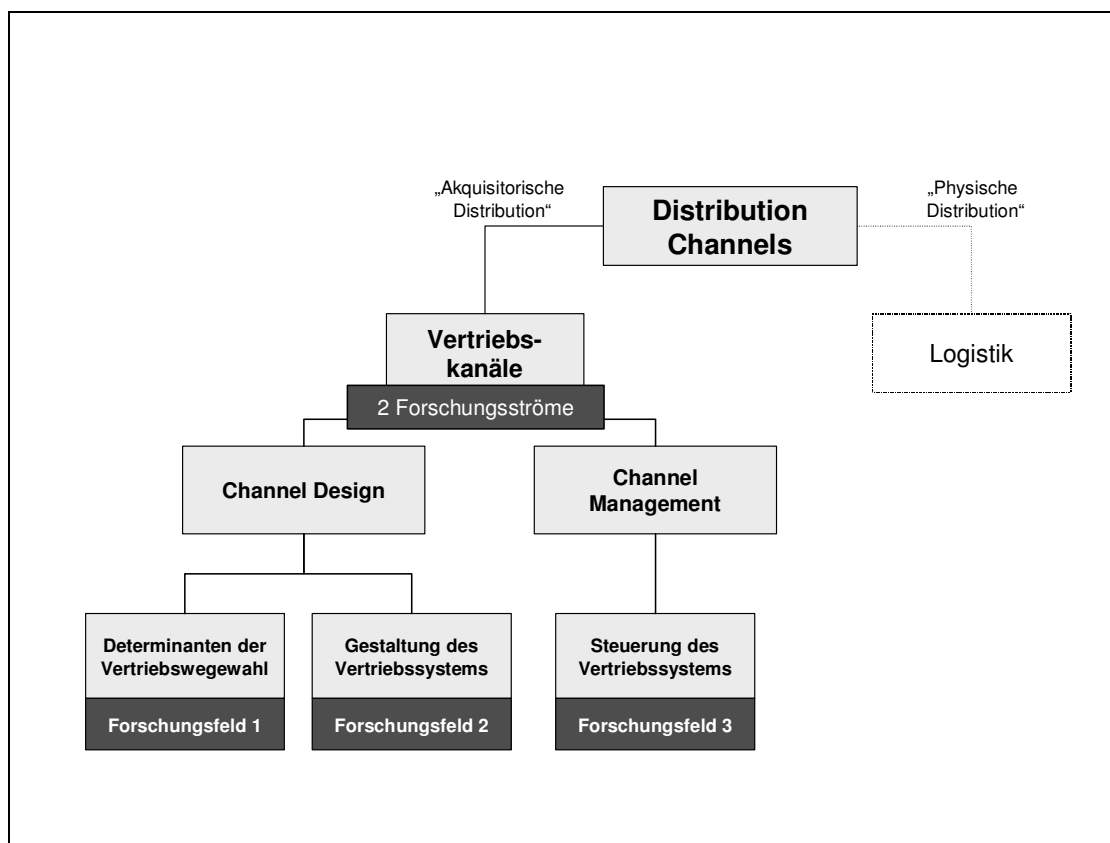 „Akquisitorische
Distribution“
Distribution
Channels
„Physische
Distribution“
Vertriebs-
kanäle
Logistik
2 Forschungsströme
Channel Design
Channel
Management
Determinanten der
Vertriebswegewahl
Gestaltung des
Vertriebssystems
Steuerung des
Vertriebssystems
Forschungsfeld 1
Forschungsfeld 2
Forschungsfeld 3